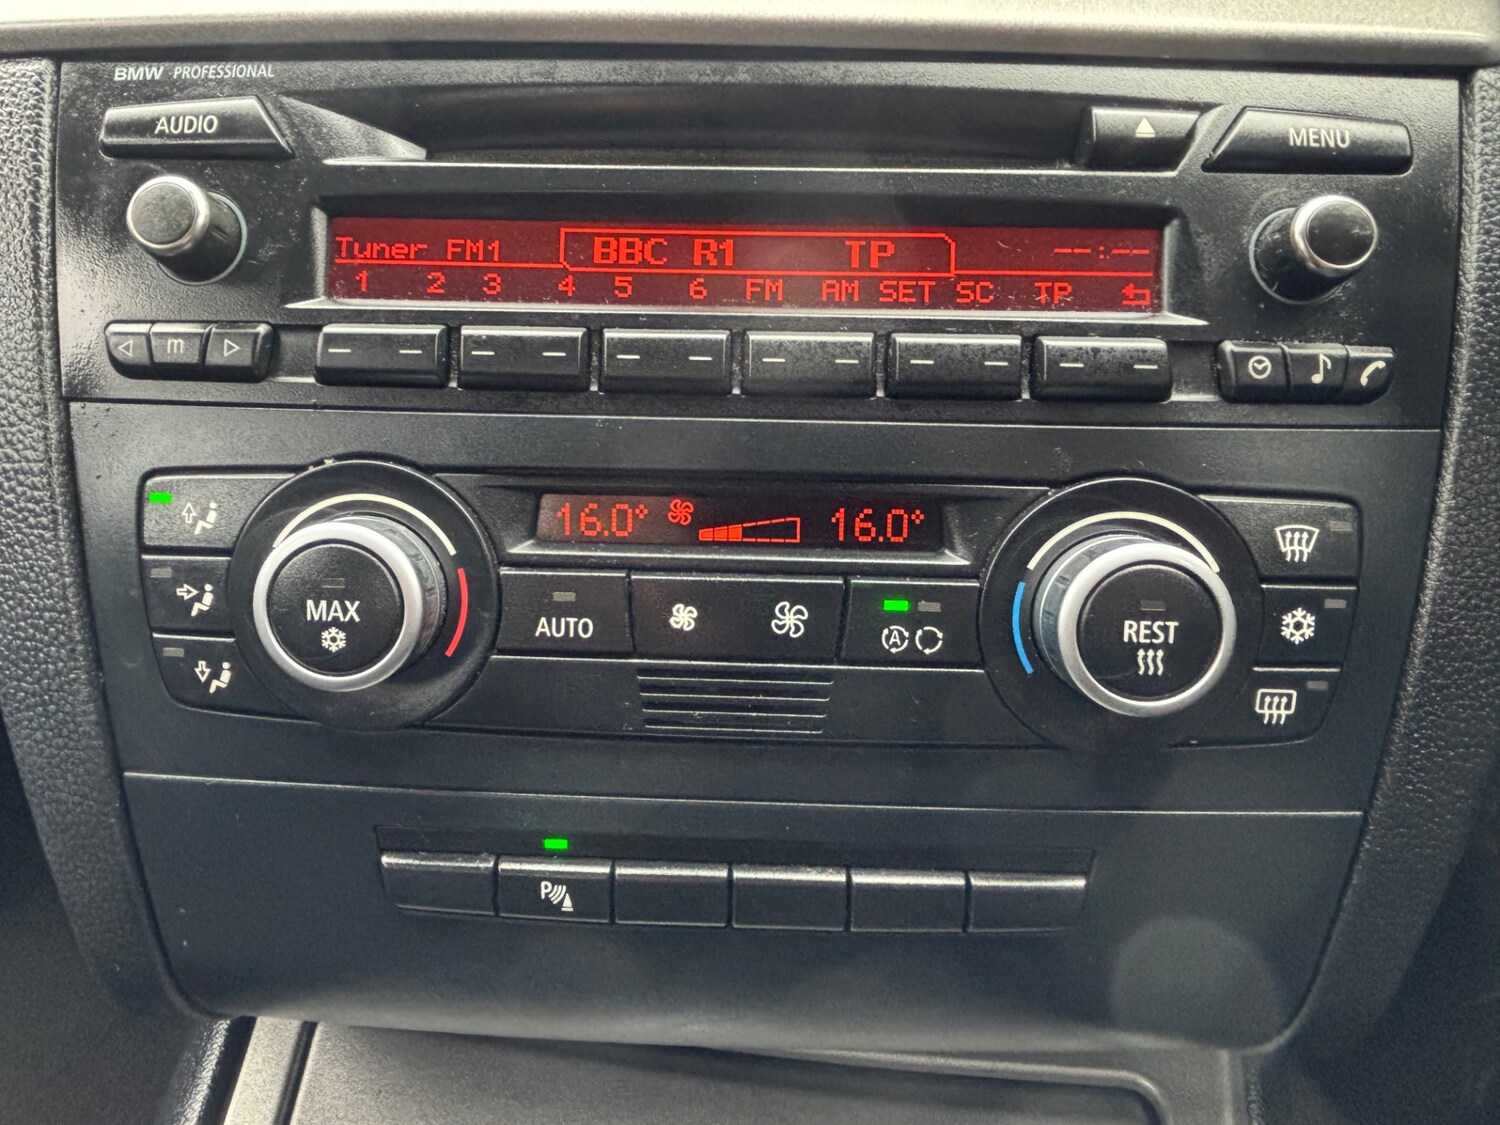 BMW PROFESSIONAL
AUDIO
MENU
Tuner FM1 BBC R1 TP --:--
1 2 3 4 5 6 FM AM SET SC TP
m
16.0° 16.0°
MAX
AUTO
A
REST
P